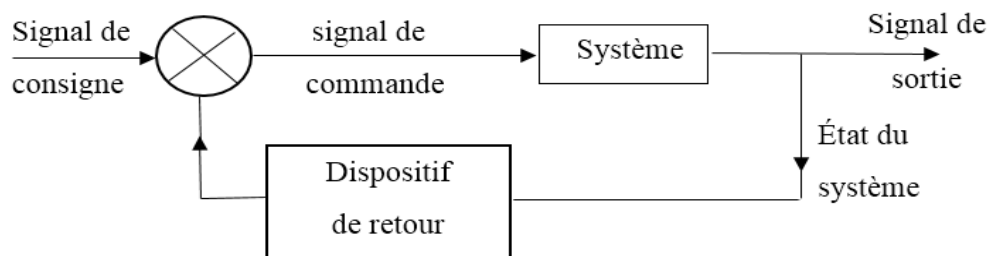 Signal de
consigne
signal de
commande
Système
Signal de
sortie
État du
système
Dispositif
de retour